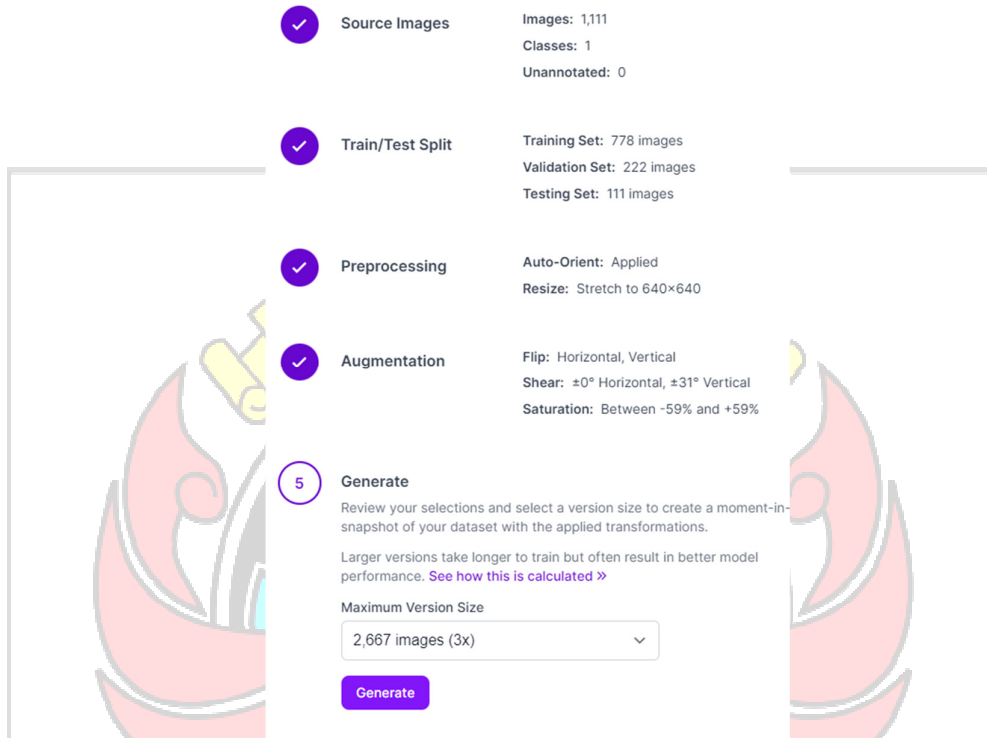 Source Images
Images: 1,111
Classes: 1
Unannotated: 0
Train/Test Split
Training Set: 778 images
Validation Set: 222 images
Testing Set: 111 images
Preprocessing
Auto-Orient: Applied
Resize: Stretch to 640×640
Augmentation
Flip: Horizontal, Vertical
Shear: ±0° Horizontal, ±31° Vertical
Saturation: Between -59% and +59%
5 Generate
Review your selections and select a version size to create a moment-in-
snapshot of your dataset with the applied transformations.
Larger versions take longer to train but often result in better model
performance. See how this is calculated »
Maximum Version Size
2,667 images (3x)
Generate